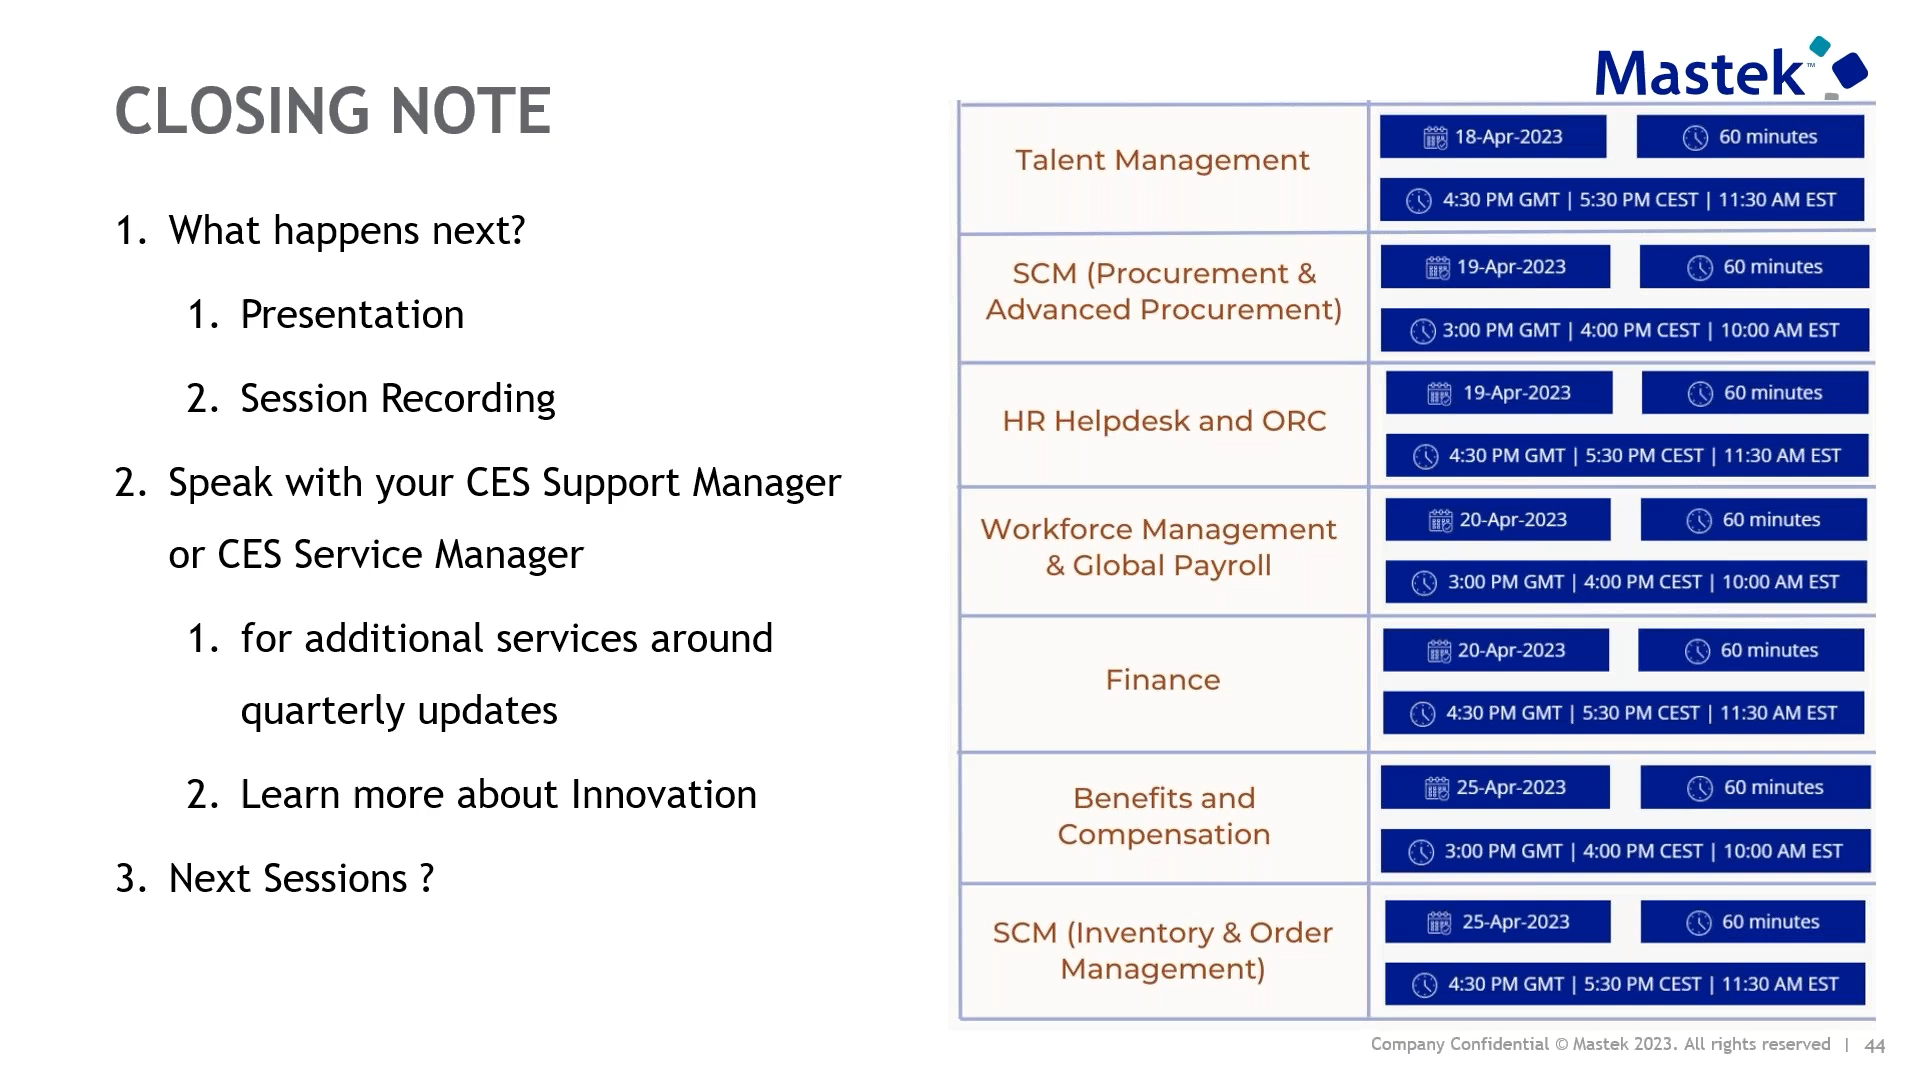 Mastek™
CLOSING NOTE
1. What happens next?
1. Presentation
2. Session Recording
2. Speak with your CES Support Manager
or CES Service Manager
1. for additional services around
quarterly updates
2. Learn more about Innovation
3. Next Sessions ?
Talent Management
18-Apr-2023
60 minutes
4:30 PM GMT | 5:30 PM CEST | 11:30 AM EST
SCM (Procurement &
Advanced Procurement)
19-Apr-2023
60 minutes
3:00 PM GMT | 4:00 PM CEST | 10:00 AM EST
HR Helpdesk and ORC
19-Apr-2023
60 minutes
4:30 PM GMT | 5:30 PM CEST | 11:30 AM EST
Workforce Management
& Global Payroll
20-Apr-2023
60 minutes
3:00 PM GMT | 4:00 PM CEST | 10:00 AM EST
Finance
20-Apr-2023
60 minutes
4:30 PM GMT | 5:30 PM CEST | 11:30 AM EST
Benefits and
Compensation
25-Apr-2023
60 minutes
3:00 PM GMT | 4:00 PM CEST | 10:00 AM EST
SCM (Inventory & Order
Management)
25-Apr-2023
60 minutes
4:30 PM GMT | 5:30 PM CEST | 11:30 AM EST
Company Confidential © Mastek 2023. All rights reserved | 44